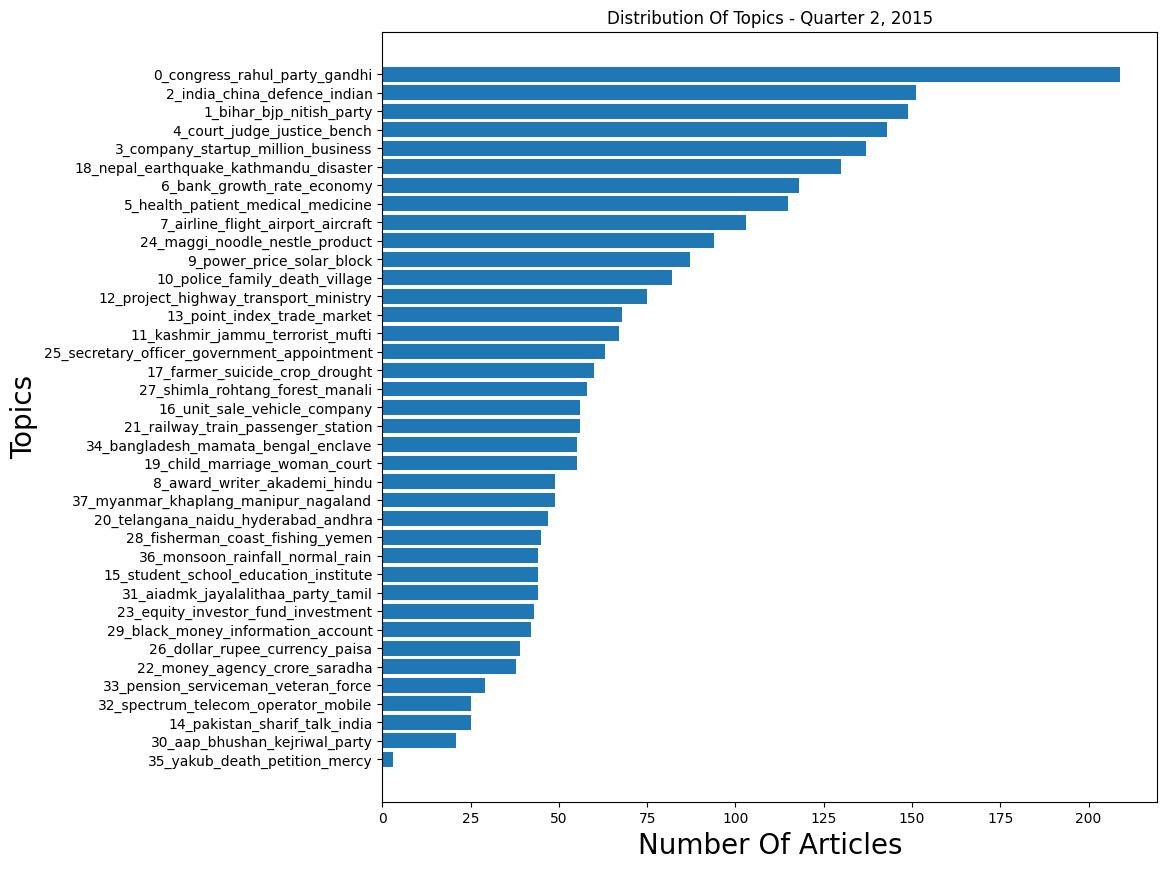 Distribution Of Topics - Quarter 2, 2015
0_congress_rahul_party_gandhi
2_india_china_defence_indian
1_bihar_bjp_nitish_party
4_court_judge_justice_bench
3_company_startup_million_business
18_nepal_earthquake_kathmandu_disaster
6_bank_growth_rate_economy
5_health_patient_medical_medicine
7_airline_flight_airport_aircraft
24_maggi_noodle_nestle_product
9_power_price_solar_block
10_police_family_death_village
12_project_highway_transport_ministry
13_point_index_trade_market
11_kashmir_jammu_terrorist_mufti
25_secretary_officer_government_appointment
17_farmer_suicide_crop_drought
27_shimla_rohtang_forest_manali
16_unit_sale_vehicle_company
21_railway_train_passenger_station
34_bangladesh_mamata_bengal_enclave
19_child_marriage_woman_court
8_award_writer_akademi_hindu
37_myanmar_khaplang_manipur_nagaland
20_telangana_naidu_hyderabad_andhra
28_fisherman_coast_fishing_yemen
36_monsoon_rainfall_normal_rain
15_student_school_education_institute
31_aiadmk_jayalalithaa_party_tamil
23_equity_investor_fund_investment
29_black_money_information_account
26_dollar_rupee_currency_paisa
22_money_agency_crore_saradha
33_pension_serviceman_veteran_force
32_spectrum_telecom_operator_mobile
14_pakistan_sharif_talk_india
30_aap_bhushan_kejriwal_party
35_yakub_death_petition_mercy
Topics
0 25 50 75 100 125 150 175 200
Number Of Articles